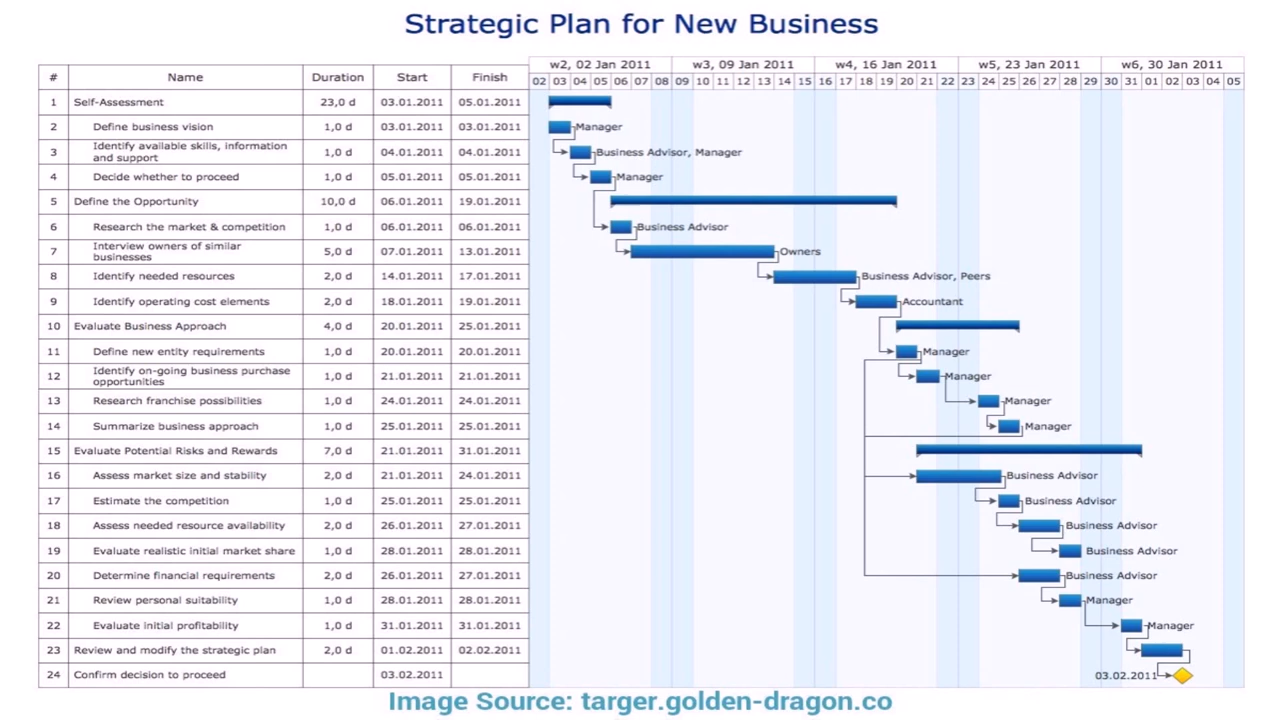 Strategic Plan for New Business
w2, 02 Jan 2011 w3, 09 Jan 2011 w4, 16 Jan 2011 w5, 23 Jan 2011 w6, 30 Jan 2011
# Name Duration Start Finish 02 03 04 05 06 07 08 09 10 11 12 13 14 15 16 17 18 19 20 21 22 23 24 25 26 27 28 29 30 31 01 02 03 04 05
1 Self-Assessment 23,0 d 03.01.2011 05.01.2011
2 Define business vision 1,0 d 03.01.2011 03.01.2011 Manager
3 Identify available skills, information
and support 1,0 d 04.01.2011 04.01.2011 Business Advisor, Manager
4 Decide whether to proceed 1,0 d 05.01.2011 05.01.2011 Manager
5 Define the Opportunity 10,0 d 06.01.2011 19.01.2011
6 Research the market & competition 1,0 d 06.01.2011 06.01.2011 Business Advisor
7 Interview owners of similar
businesses 5,0 d 07.01.2011 13.01.2011 Owners
8 Identify needed resources 2,0 d 14.01.2011 17.01.2011 Business Advisor, Peers
9 Identify operating cost elements 2,0 d 18.01.2011 19.01.2011 Accountant
10 Evaluate Business Approach 4,0 d 20.01.2011 25.01.2011
11 Define new entity requirements 1,0 d 20.01.2011 20.01.2011 Manager
12 Identify on-going business purchase
opportunities 1,0 d 21.01.2011 21.01.2011 Manager
13 Research franchise possibilities 1,0 d 24.01.2011 24.01.2011 Manager
14 Summarize business approach 1,0 d 25.01.2011 25.01.2011 Manager
15 Evaluate Potential Risks and Rewards 7,0 d 21.01.2011 31.01.2011
16 Assess market size and stability 2,0 d 21.01.2011 24.01.2011 Business Advisor
17 Estimate the competition 1,0 d 25.01.2011 25.01.2011 Business Advisor
18 Assess needed resource availability 2,0 d 26.01.2011 27.01.2011 Business Advisor
19 Evaluate realistic initial market share 1,0 d 28.01.2011 28.01.2011 Business Advisor
20 Determine financial requirements 2,0 d 26.01.2011 27.01.2011 Business Advisor
21 Review personal suitability 1,0 d 28.01.2011 28.01.2011 Manager
22 Evaluate initial profitability 1,0 d 31.01.2011 31.01.2011 Manager
23 Review and modify the strategic plan 2,0 d 01.02.2011 02.02.2011
24 Confirm decision to proceed 03.02.2011 03.02.2011
Image Source: targer.golden-dragon.co